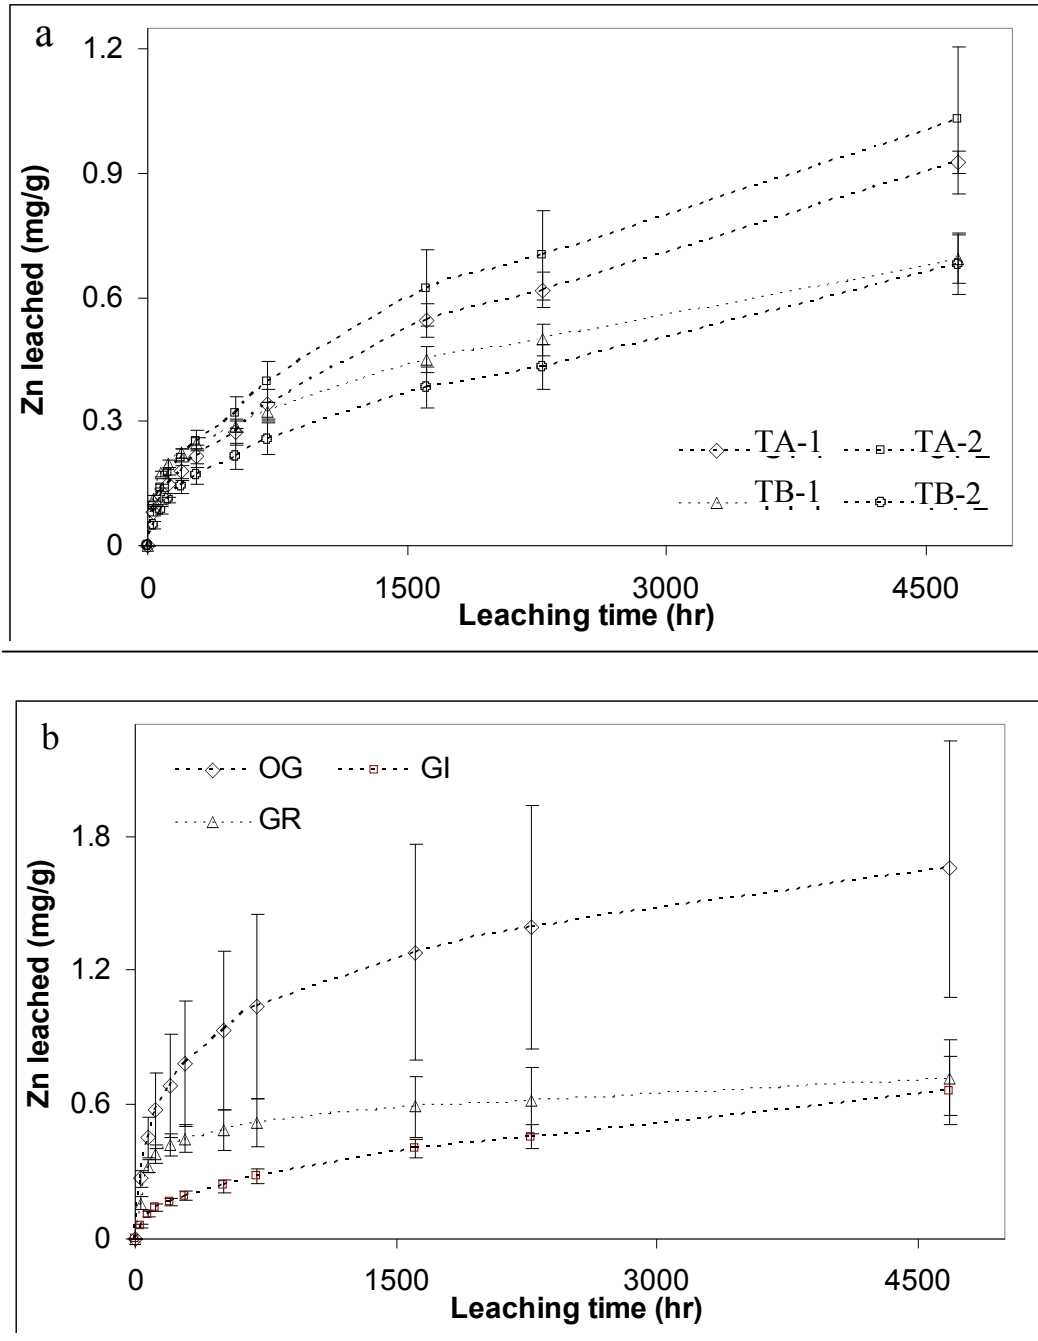 a
1.2
0.9
0.6
0.3
0
Zn leached (mg/g)
TA-1 TA-2
TB-1 TB-2
0 1500 3000 4500
Leaching time (hr)
b
OG GI
GR
1.8
1.2
0.6
0
Zn leached (mg/g)
0 1500 3000 4500
Leaching time (hr)